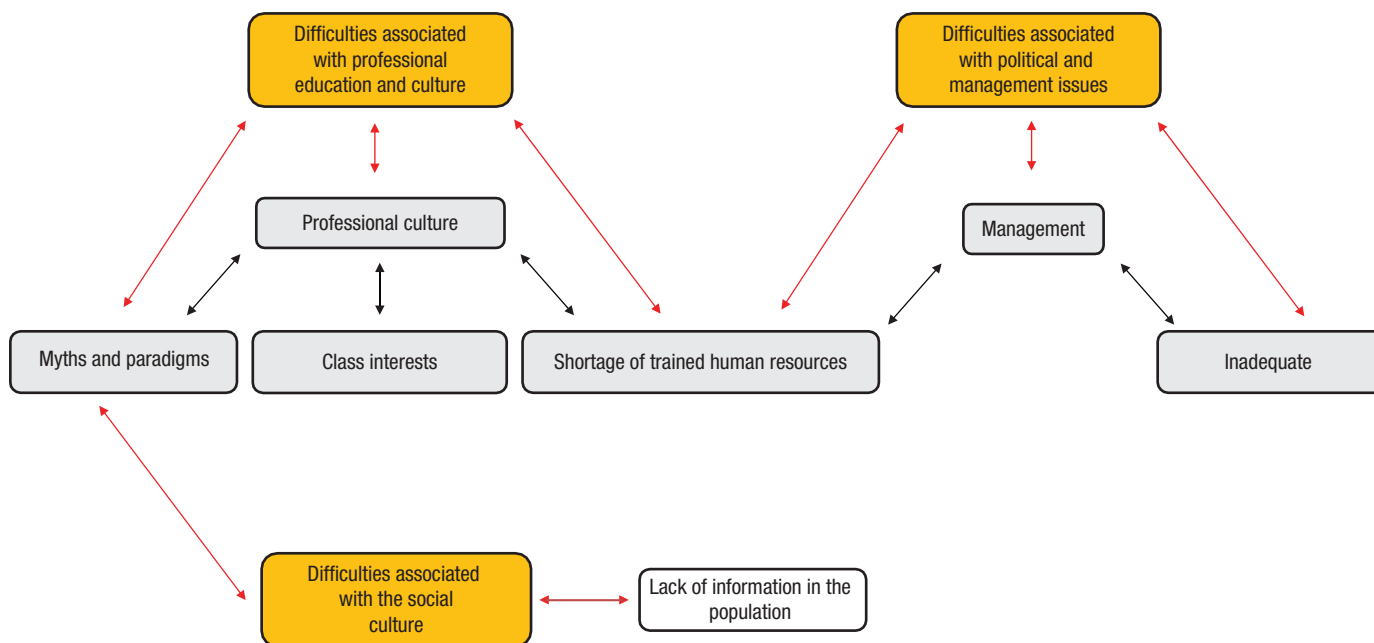 Difficulties associated
with professional
education and culture
Difficulties associated
with political and
management issues
Professional culture
Management
Myths and paradigms
Class interests
Shortage of trained human resources
Inadequate
Difficulties associated
with the social
culture
Lack of information in the
population